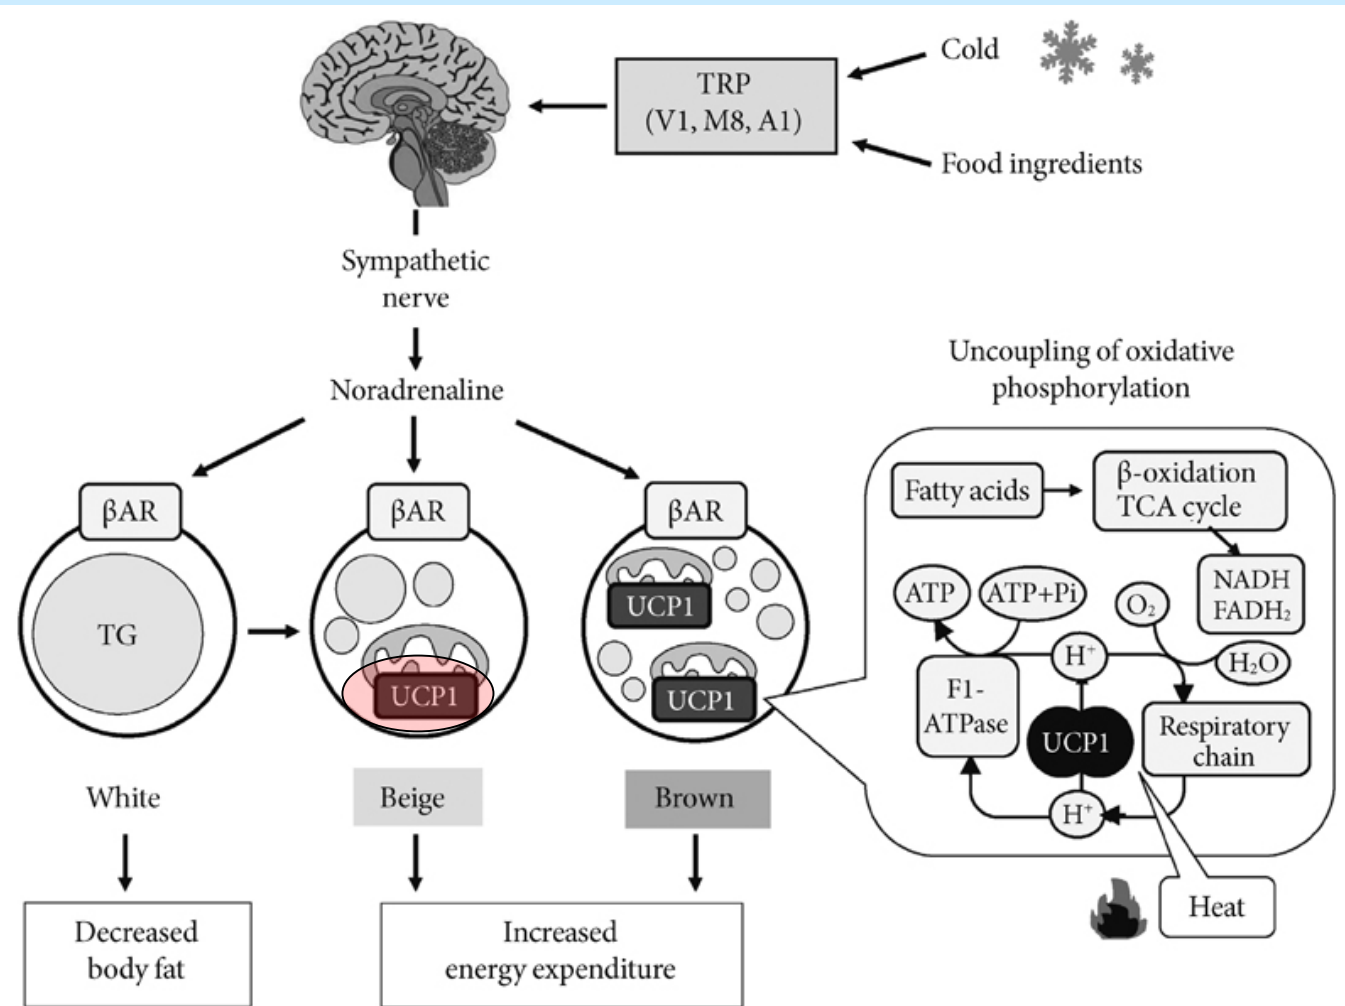 Cold
TRP
(V1, M8, A1)
Food ingredients
Sympathetic
nerve
Noradrenaline
βAR
TG
βAR
UCP1
βAR
UCP1
UCP1
White
Beige
Brown
Decreased
body fat
Increased
energy expenditure
Uncoupling of oxidative
phosphorylation
Fatty acids
β-oxidation
TCA cycle
NADH
FADH₂
ATP
ATP+Pi
O₂
H⁺
H₂O
F1-
ATPase
UCP1
Respiratory
chain
H⁺
Heat